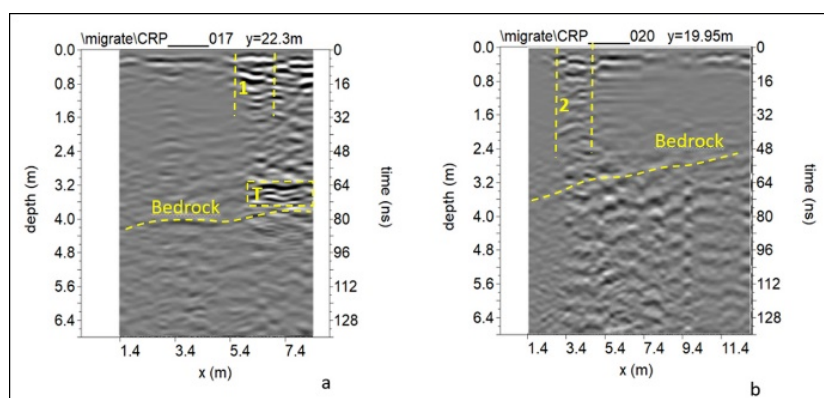 \migrate\CRP_____017 y=22.3m
0.0
0.8
1.6
2.4
3.2
4.0
4.8
5.6
6.4
depth (m)
0
16
32
48
64
80
96
112
128
time (ns)
1
T
Bedrock
1.4 3.4 5.4 7.4
x (m)
a
\migrate\CRP_____020 y=19.95m
0.0
0.8
1.6
2.4
3.2
4.0
4.8
5.6
6.4
depth (m)
0
16
32
48
64
80
96
112
128
time (ns)
2
Bedrock
1.4 3.4 5.4 7.4 9.4 11.4
x (m)
b